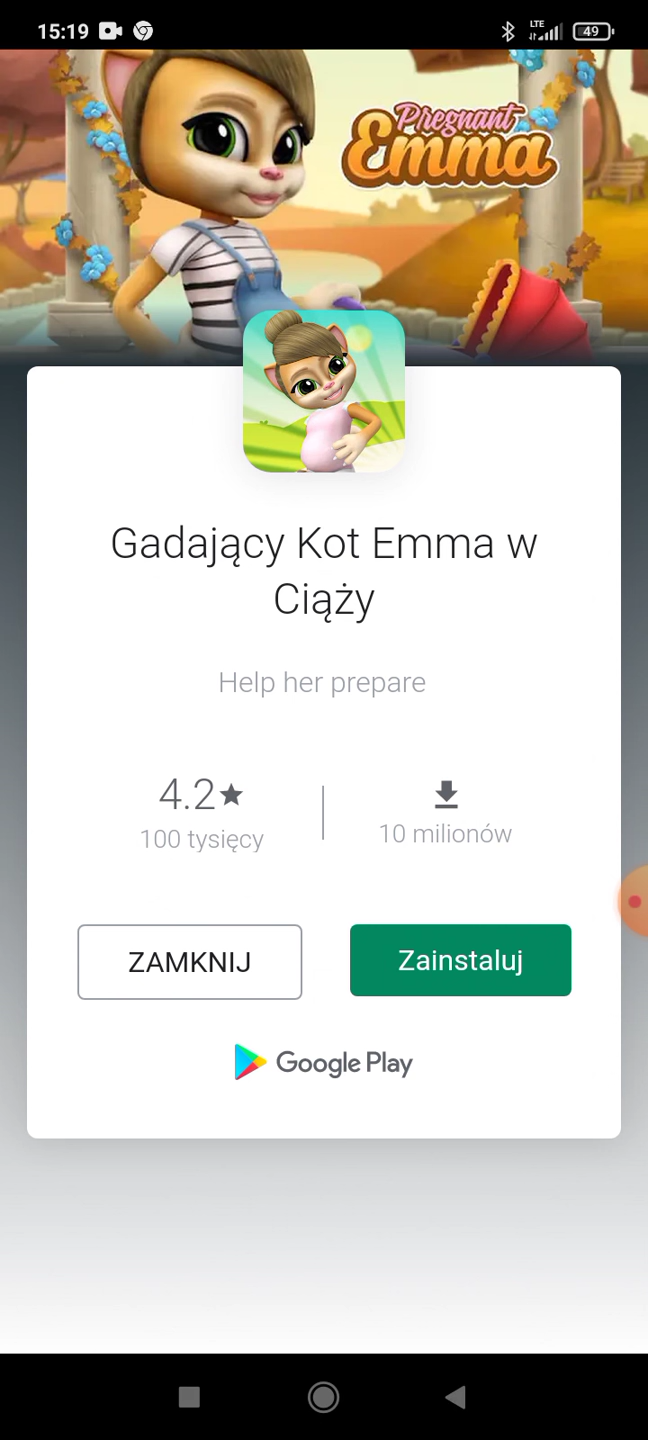 15:19
LTE
49
Pregnant
Emma
Gadający Kot Emma w
Ciąży
Help her prepare
4.2★
100 tysięcy
10 milionów
ZAMKNIJ
Zainstaluj
Google Play